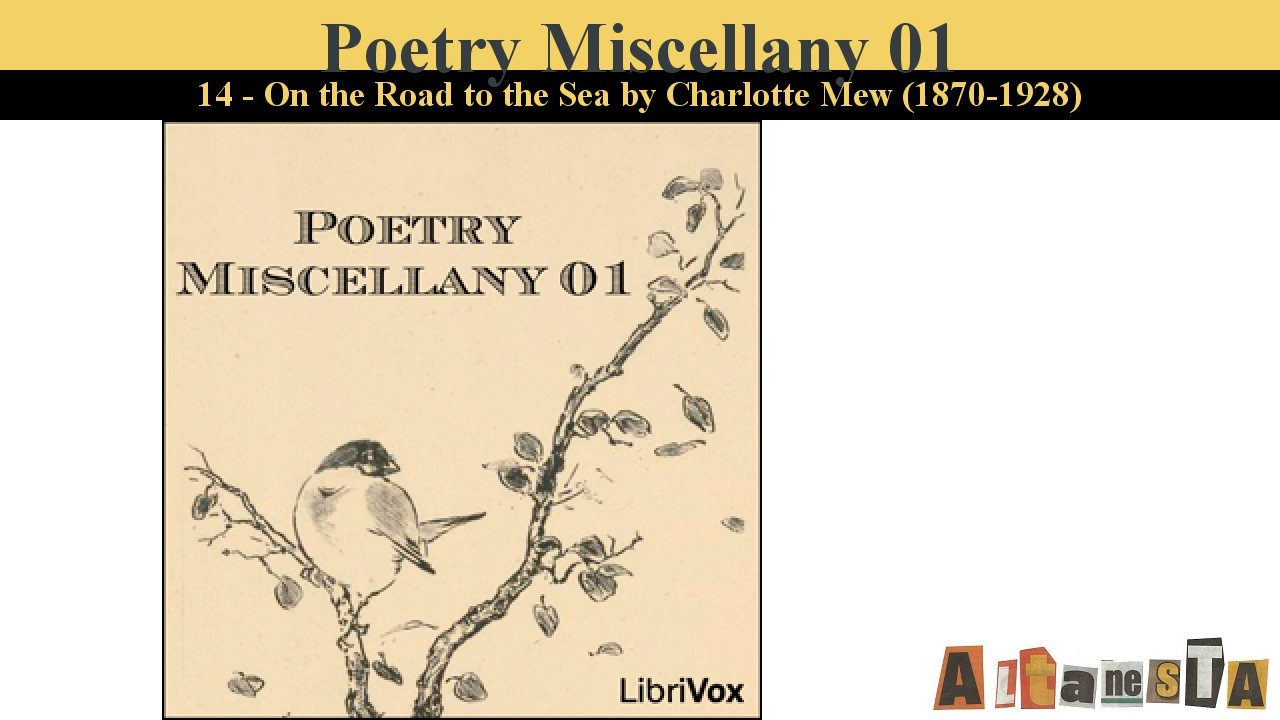 Poetry Miscellany 01
14 - On the Road to the Sea by Charlotte Mew (1870-1928)
POETRY
MISCELLANY 01
LibriVox
AltanesTA